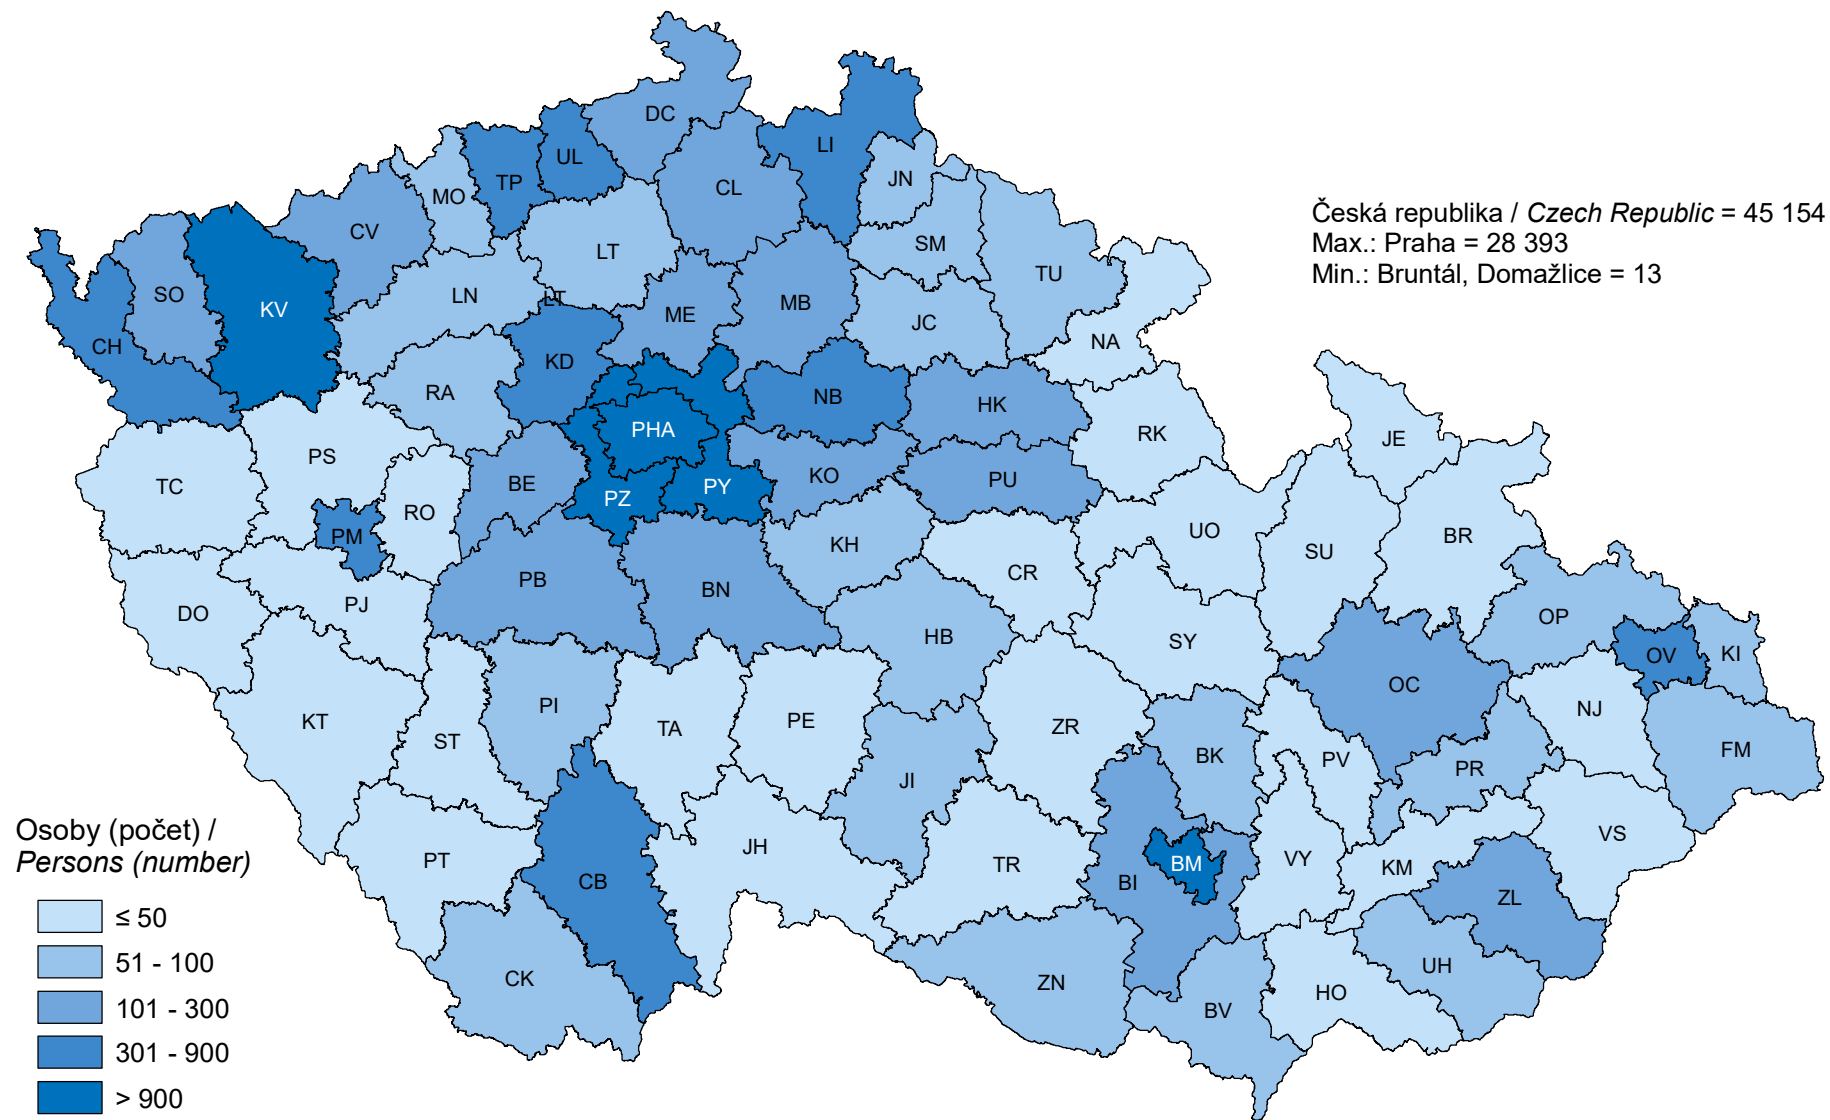 DC
LI
UL
JN
TP
CL
MO
CV
LT
SM
TU
Česká republika / Czech Republic = 45 154
Max.: Praha = 28 393
Min.: Bruntál, Domažlice = 13
SO
KV
LN
LT
ME
MB
JC
NA
CH
KD
RA
NB
HK
PHA
RK
JE
PS
TC
BE
PZ
PY
KO
PU
RO
PM
KH
UO
SU
BR
CR
PB
BN
DO
PJ
HB
SY
OP
OV
KI
OC
KT
ST
PI
TA
PE
ZR
NJ
BK
PV
PR
FM
JI
Osoby (počet) /
Persons (number)
PT
CB
JH
TR
BI
BM
VY
KM
VS
ZL
≤ 50
51 - 100
101 - 300
301 - 900
> 900
CK
ZN
BV
HO
UH